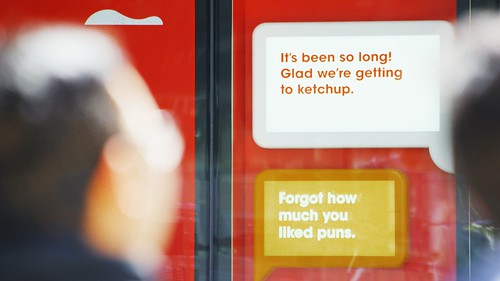 It's been so long!
Glad we're getting
to ketchup.
Forgot how
much you
liked puns.